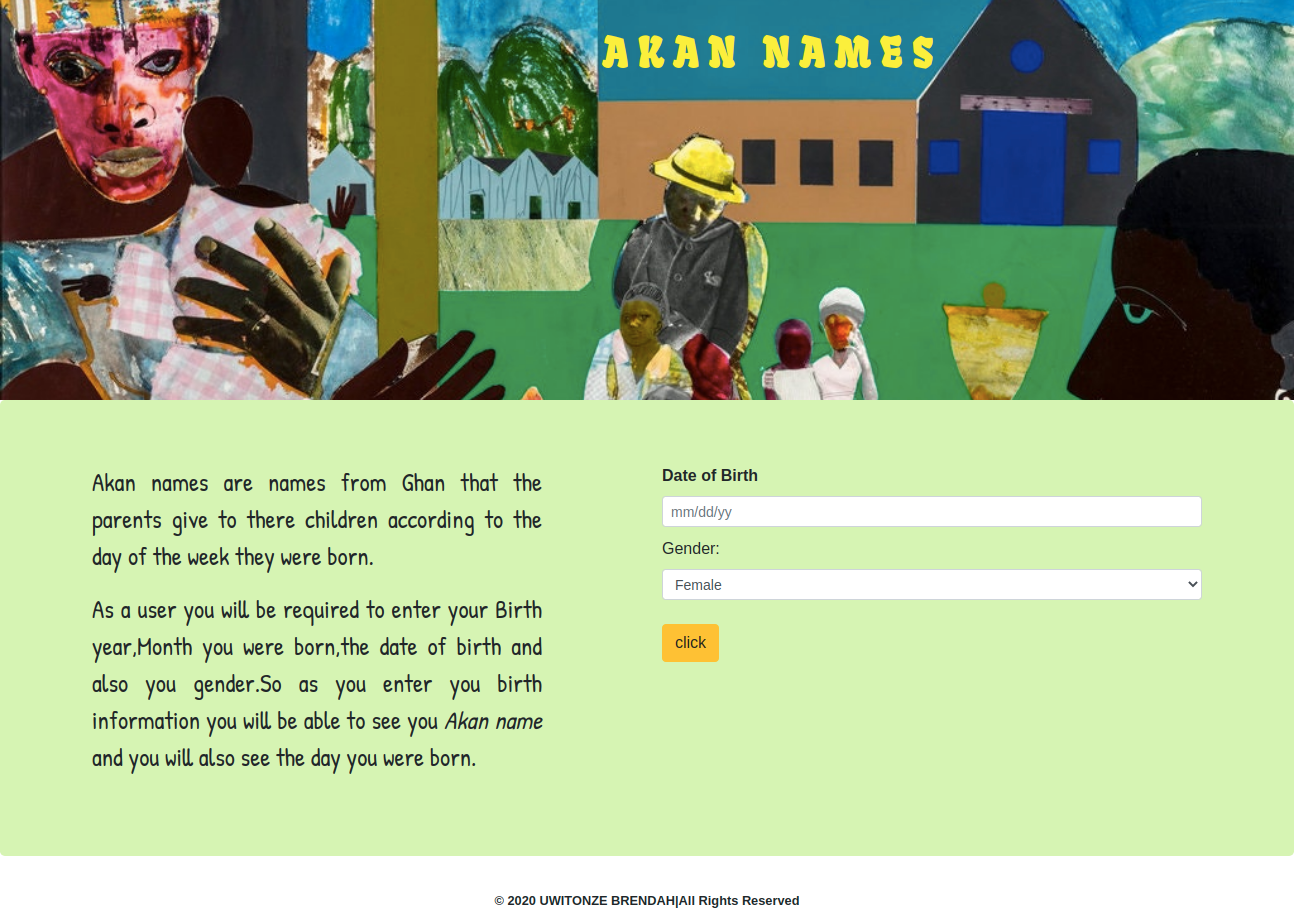 AKAN NAMES
Akan names are names from Ghan that the
parents give to there children according to the
day of the week they were born.
As a user you will be required to enter your Birth
year,Month you were born,the date of birth and
also you gender.So as you enter you birth
information you will be able to see you Akan name
and you will also see the day you were born.
Date of Birth
mm/dd/yy
Gender:
Female
click
© 2020 UWITONZE BRENDAH|All Rights Reserved